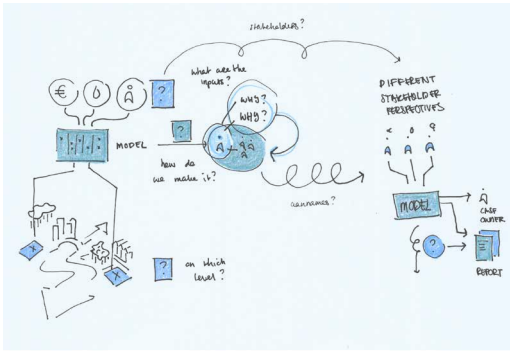 stakeholders?
what are the
inputs?
?
€
WHY?
WHY?
DIFFERENT
STAKEHOLDER
PERSPECTIVES
?
MODEL
how do
we make it?
MODEL
CASE
OWNER
?
REPORT
X
X
?
on which
level?